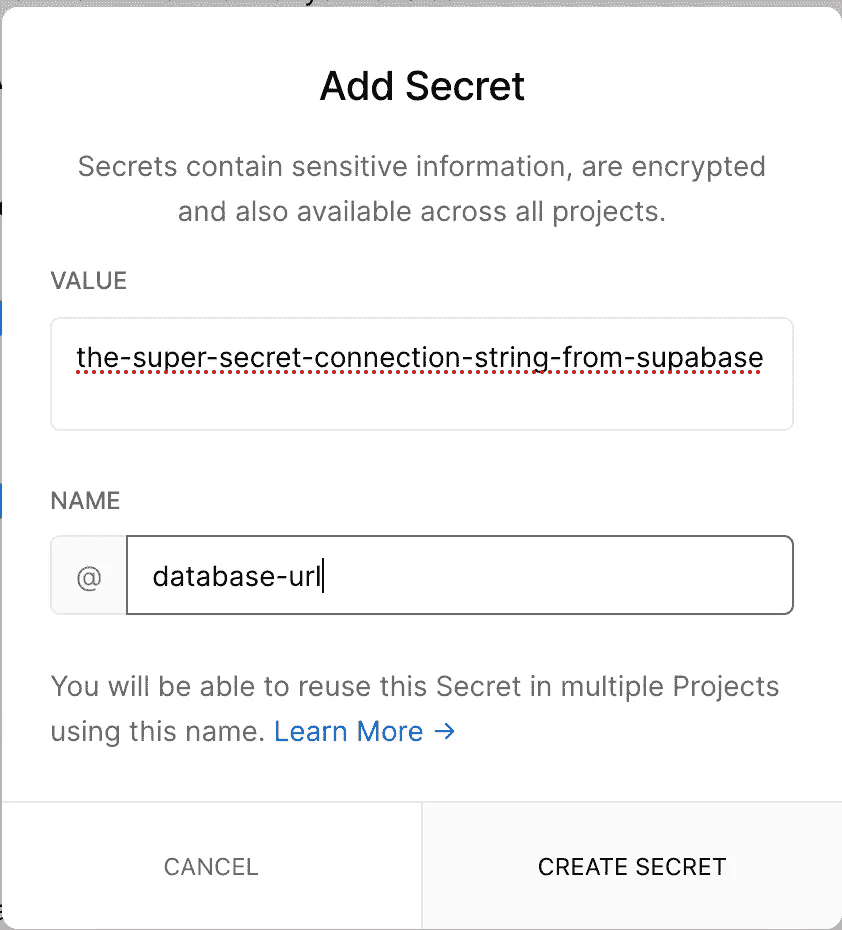 Add Secret
Secrets contain sensitive information, are encrypted
and also available across all projects.
VALUE
the-super-secret-connection-string-from-supabase
NAME
@ database-url
You will be able to reuse this Secret in multiple Projects
using this name. Learn More →
CANCEL CREATE SECRET